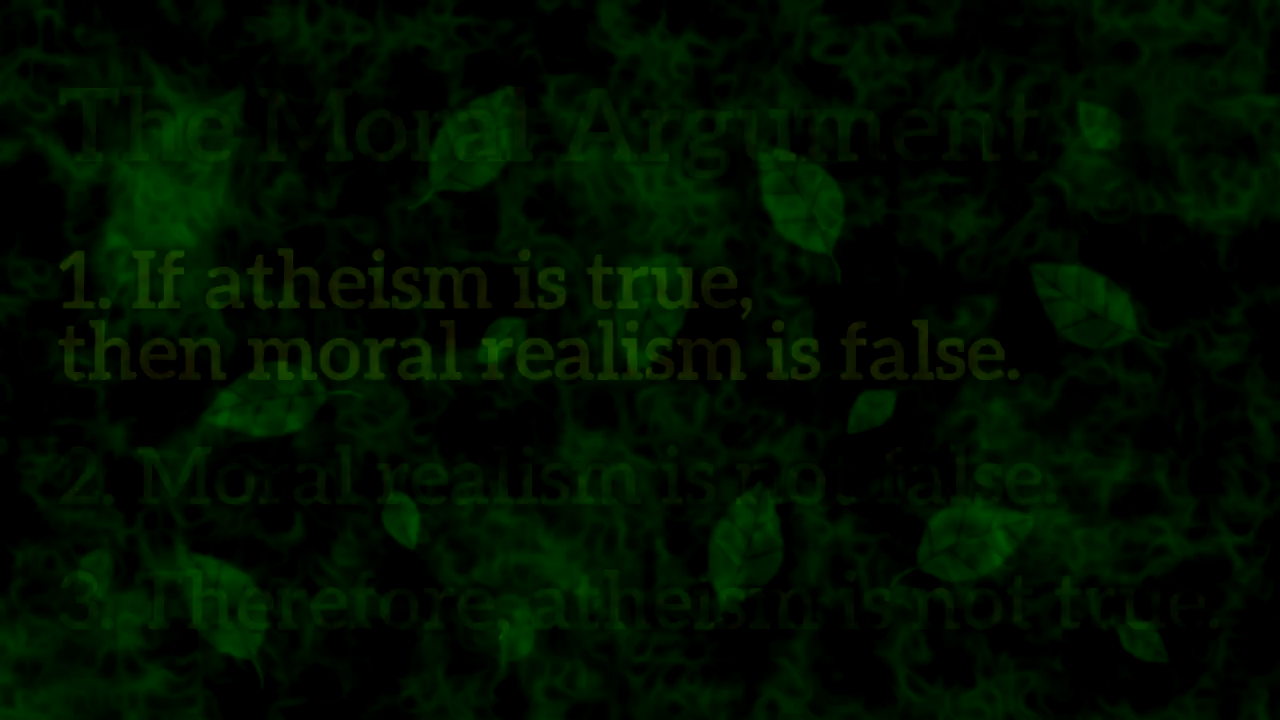 The Moral Argument
1. If atheism is true,
then moral realism is false.
2. Moral realism is not false.
3. Therefore atheism is not true.